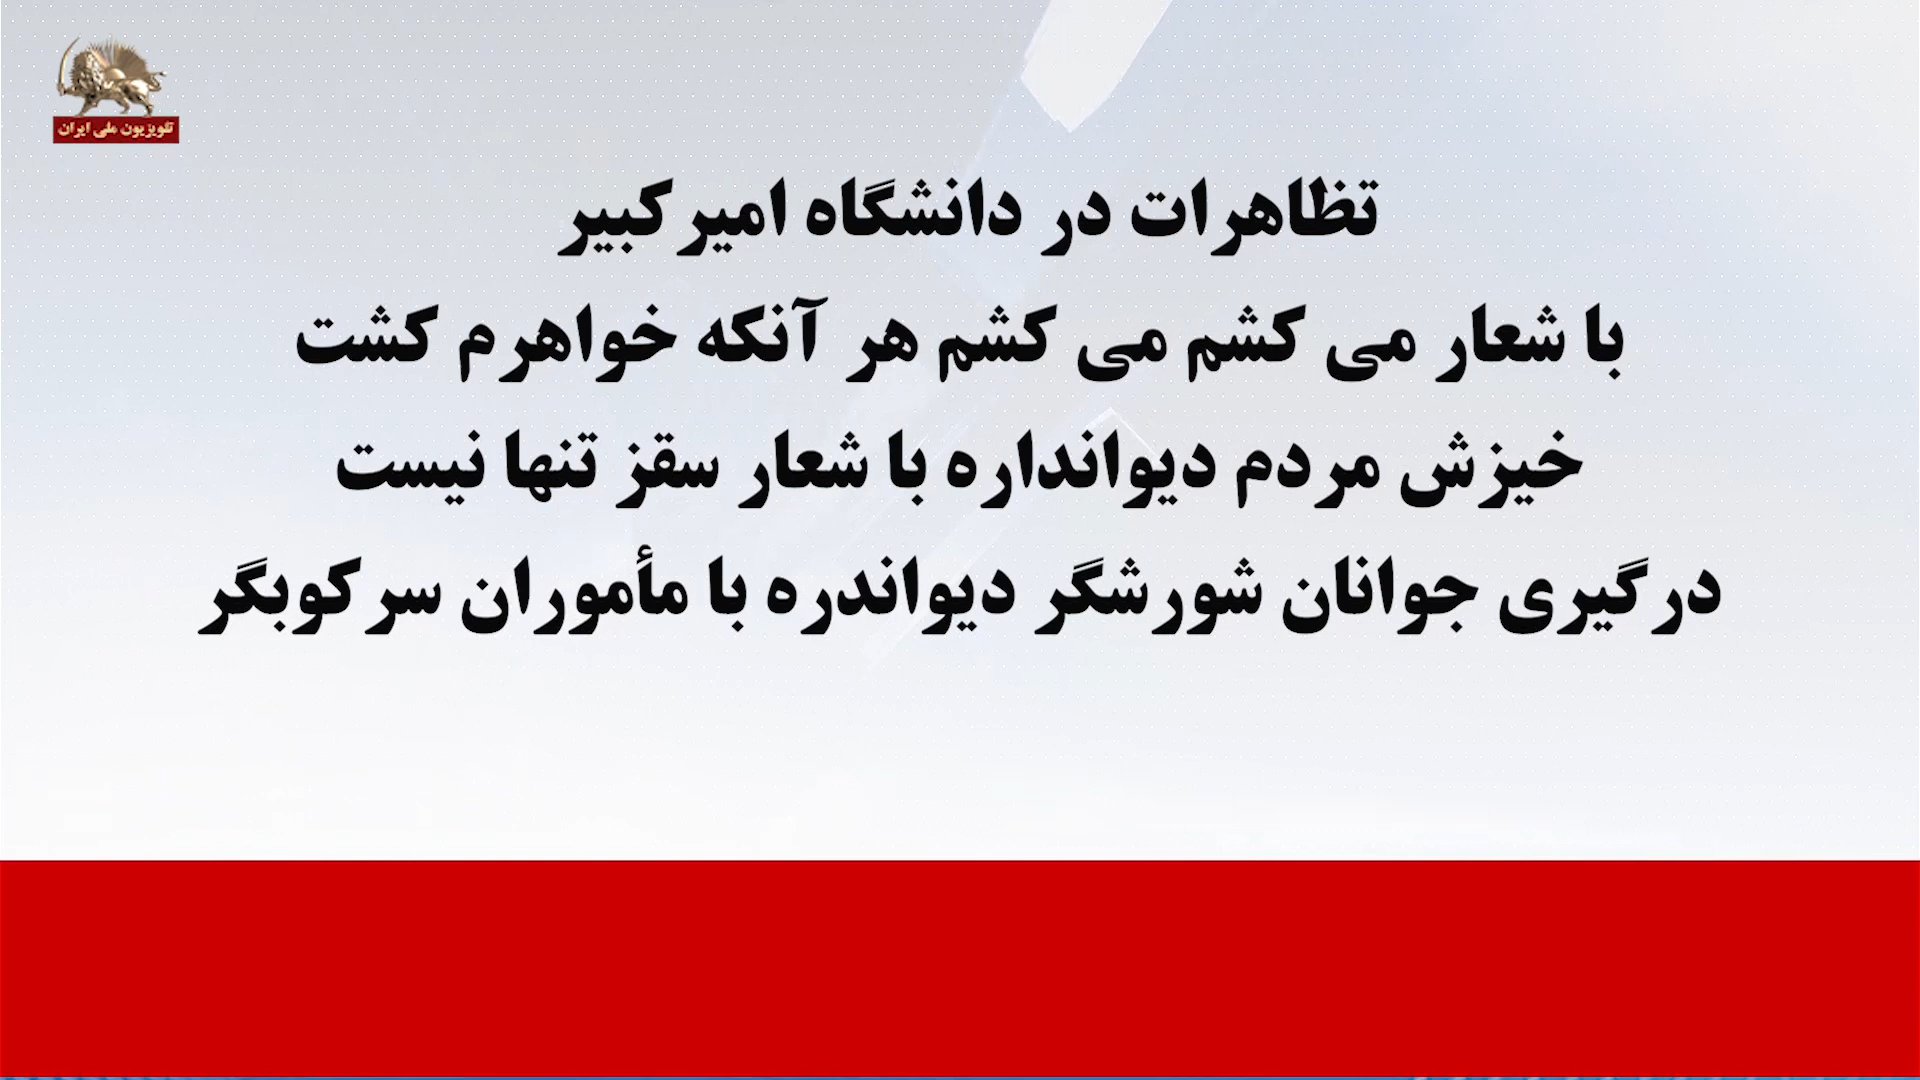 تلویزیون ملی ایران
تظاهرات در دانشگاه امیرکبیر
با شعار می کشم می کشم هر آنکه خواهرم کشت
خیزش مردم دیوانداره با شعار سقز تنها نیست
درگیری جوانان شورشگر دیواندره با مأموران سرکوبگر